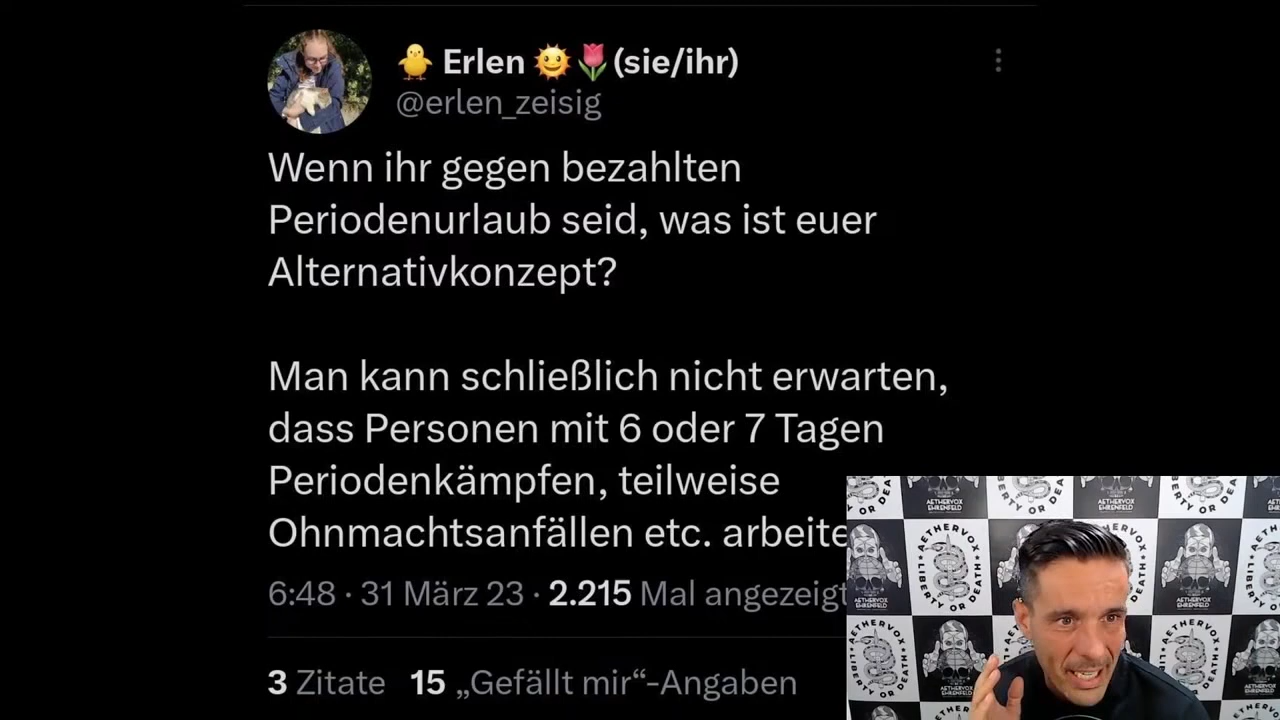 🐥 Erlen 🌞🌷(sie/ihr)
@erlen_zeisig
Wenn ihr gegen bezahlten
Periodenurlaub seid, was ist euer
Alternativkonzept?
Man kann schließlich nicht erwarten,
dass Personen mit 6 oder 7 Tagen
Periodenkämpfen, teilweise
Ohnmachtsanfällen etc. arbeite
6:48 · 31 März 23 · 2.215 Mal angezeigt
3 Zitate 15 „Gefällt mir“-Angaben
AETHERVOX
EHRENFELD
AETHERVOX
LIBERTY OR DEATH